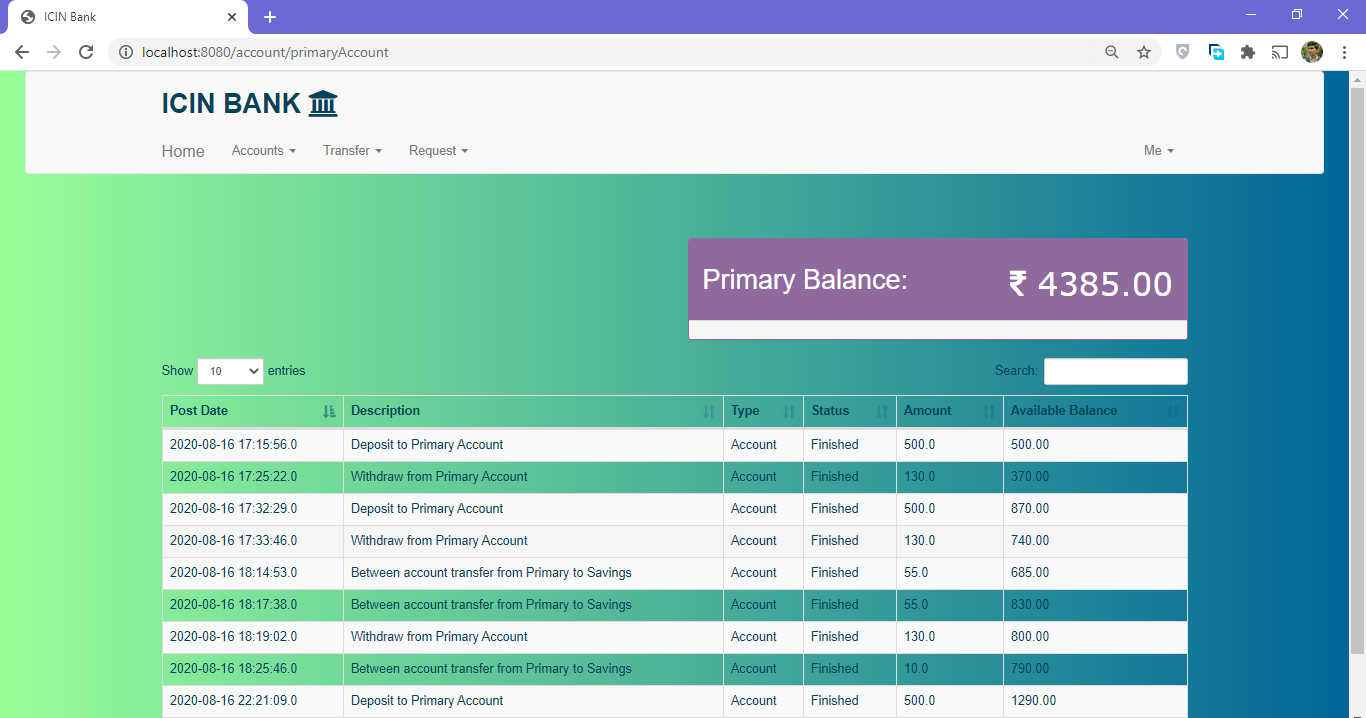 ICIN Bank
localhost:8080/account/primaryAccount
ICIN BANK
Home Accounts Transfer Request Me
Primary Balance: ₹ 4385.00
Show 10 entries Search:
Post Date Description Type Status Amount Available Balance
2020-08-16 17:15:56.0 Deposit to Primary Account Account Finished 500.0 500.00
2020-08-16 17:25:22.0 Withdraw from Primary Account Account Finished 130.0 370.00
2020-08-16 17:32:29.0 Deposit to Primary Account Account Finished 500.0 870.00
2020-08-16 17:33:46.0 Withdraw from Primary Account Account Finished 130.0 740.00
2020-08-16 18:14:53.0 Between account transfer from Primary to Savings Account Finished 55.0 685.00
2020-08-16 18:17:38.0 Between account transfer from Primary to Savings Account Finished 55.0 830.00
2020-08-16 18:19:02.0 Withdraw from Primary Account Account Finished 130.0 800.00
2020-08-16 18:25:46.0 Between account transfer from Primary to Savings Account Finished 10.0 790.00
2020-08-16 22:21:09.0 Deposit to Primary Account Account Finished 500.0 1290.00